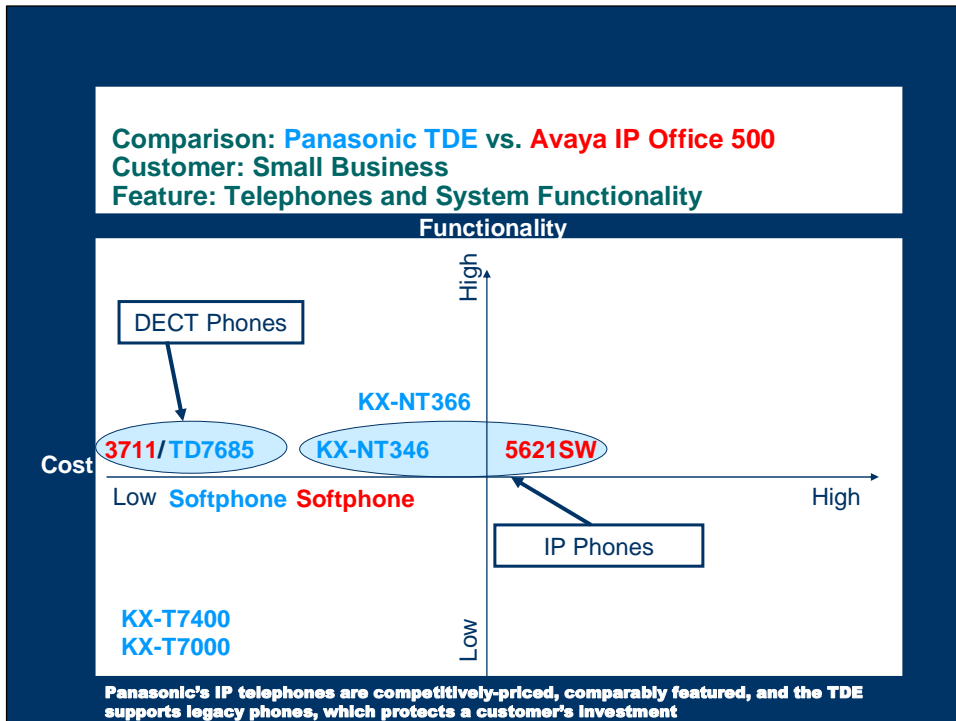 Comparison: Panasonic TDE vs. Avaya IP Office 500
Customer: Small Business
Feature: Telephones and System Functionality
Functionality
High
DECT Phones
KX-NT366
3711/TD7685
KX-NT346
5621SW
Cost
Low
Softphone
Softphone
High
IP Phones
KX-T7400
KX-T7000
Low
Panasonic's IP telephones are competitively-priced, comparably featured, and the TDE
supports legacy phones, which protects a customer's investment